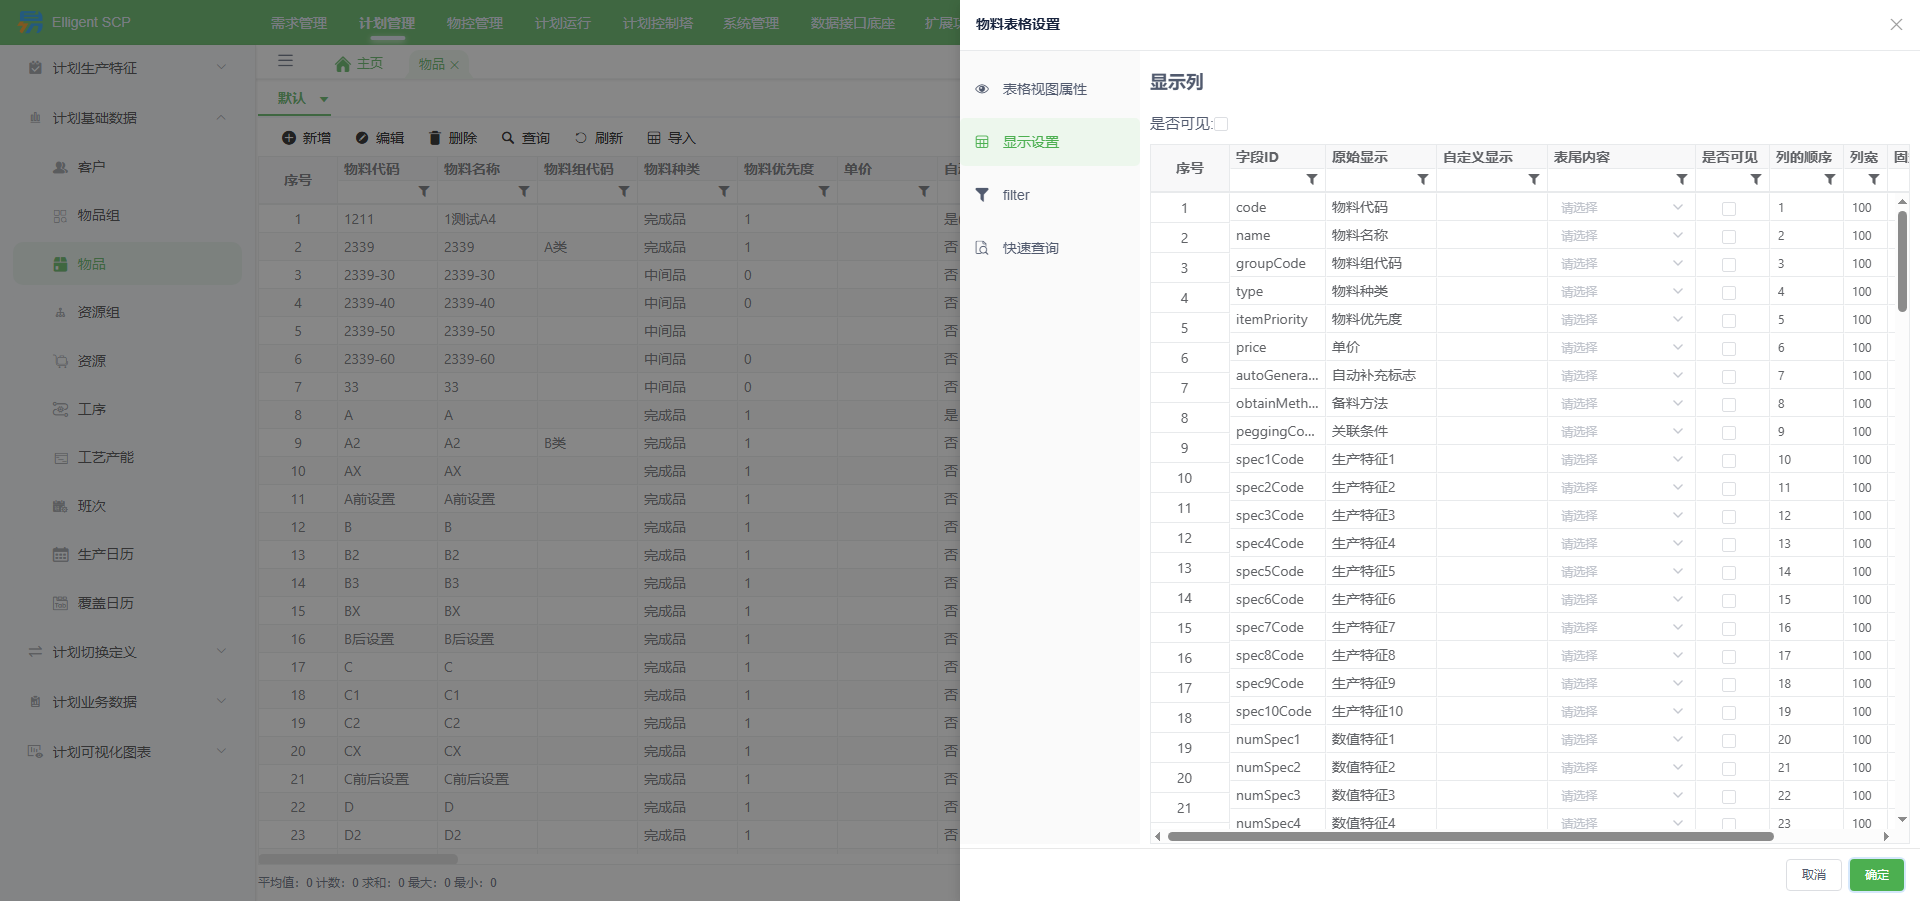 Elligent SCP
需求管理 计划管理 物控管理 计划运行 计划控制塔 系统管理 数据接口底座
计划生产特征
计划基础数据
客户
物品组
物品
资源组
资源
工序
工艺产能
班次
生产日历
覆盖日历
计划切换定义
计划业务数据
计划可视化图表
主页 物品
默认
新增 编辑 删除 查询 刷新 导入
序号 物料代码 物料名称 物料组代码 物料种类 物料优先度 单价
1 1211 1测试A4 完成品 1 是
2 2339 2339 A类 完成品 1 否
3 2339-30 2339-30 中间品 0 否
4 2339-40 2339-40 中间品 0 否
5 2339-50 2339-50 中间品 否
6 2339-60 2339-60 中间品 0 否
7 33 33 中间品 0 否
8 A A 完成品 1 是
9 A2 A2 B类 完成品 1 否
10 AX AX 完成品 1 否
11 A前设置 A前设置 完成品 1 否
12 B B 完成品 1 否
13 B2 B2 完成品 1 否
14 B3 B3 完成品 1 否
15 BX BX 完成品 1 否
16 B后设置 B后设置 完成品 1 否
17 C C 完成品 1 否
18 C1 C1 完成品 1 否
19 C2 C2 完成品 1 否
20 CX CX 完成品 1 否
21 C前后设置 C前后设置 完成品 1 否
22 D D 完成品 1 否
23 D2 D2 完成品 1 否
平均值: 0 计数: 0 求和: 0 最大: 0 最小: 0
物料表格设置
表格视图属性
显示设置
filter
快速查询
显示列
是否可见:
序号 字段ID 原始显示 自定义显示 表尾内容 是否可见 列的顺序 列宽 固
1 code 物料代码 请选择 1 100
2 name 物料名称 请选择 2 100
3 groupCode 物料组代码 请选择 3 100
4 type 物料种类 请选择 4 100
5 itemPriority 物料优先度 请选择 5 100
6 price 单价 请选择 6 100
7 autoGenera... 自动补充标志 请选择 7 100
8 obtainMeth... 备料方法 请选择 8 100
9 peggingCo... 关联条件 请选择 9 100
10 spec1Code 生产特征1 请选择 10 100
11 spec2Code 生产特征2 请选择 11 100
12 spec3Code 生产特征3 请选择 12 100
13 spec4Code 生产特征4 请选择 13 100
14 spec5Code 生产特征5 请选择 14 100
15 spec6Code 生产特征6 请选择 15 100
16 spec7Code 生产特征7 请选择 16 100
17 spec8Code 生产特征8 请选择 17 100
18 spec9Code 生产特征9 请选择 18 100
19 spec10Code 生产特征10 请选择 19 100
20 numSpec1 数值特征1 请选择 20 100
21 numSpec2 数值特征2 请选择 21 100
numSpec3 数值特征3 请选择 22 100
numSpec4 数值特征4 请选择 23 100
取消 确定